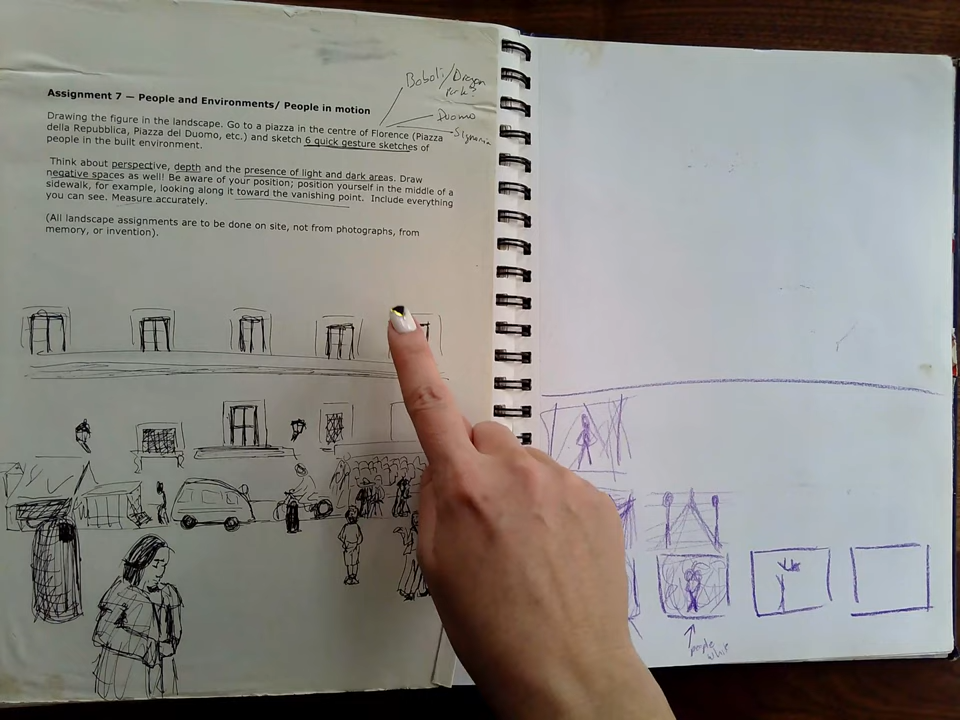 Boboli/Dragon
Park?
Assignment 7 — People and Environments/ People in motion
Duomo
Signoria
Drawing the figure in the landscape. Go to a piazza in the centre of Florence (Piazza
della Repubblica, Piazza del Duomo, etc.) and sketch 6 quick gesture sketches of
people in the built environment.
Think about perspective, depth and the presence of light and dark areas. Draw
negative spaces as well! Be aware of your position; position yourself in the middle of a
sidewalk, for example, looking along it toward the vanishing point. Include everything
you can see. Measure accurately.
(All landscape assignments are to be done on site, not from photographs, from
memory, or invention).
people